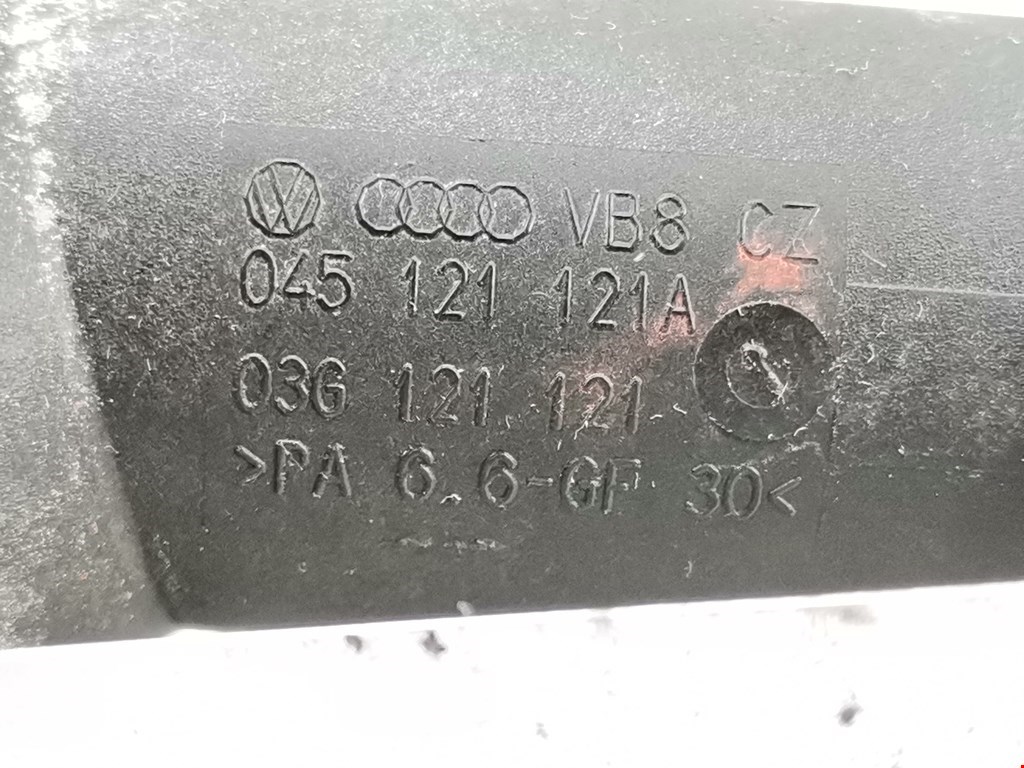 VB8 CZ
045 121 121A
03G 121 121
>PA 6.6-GF 30<